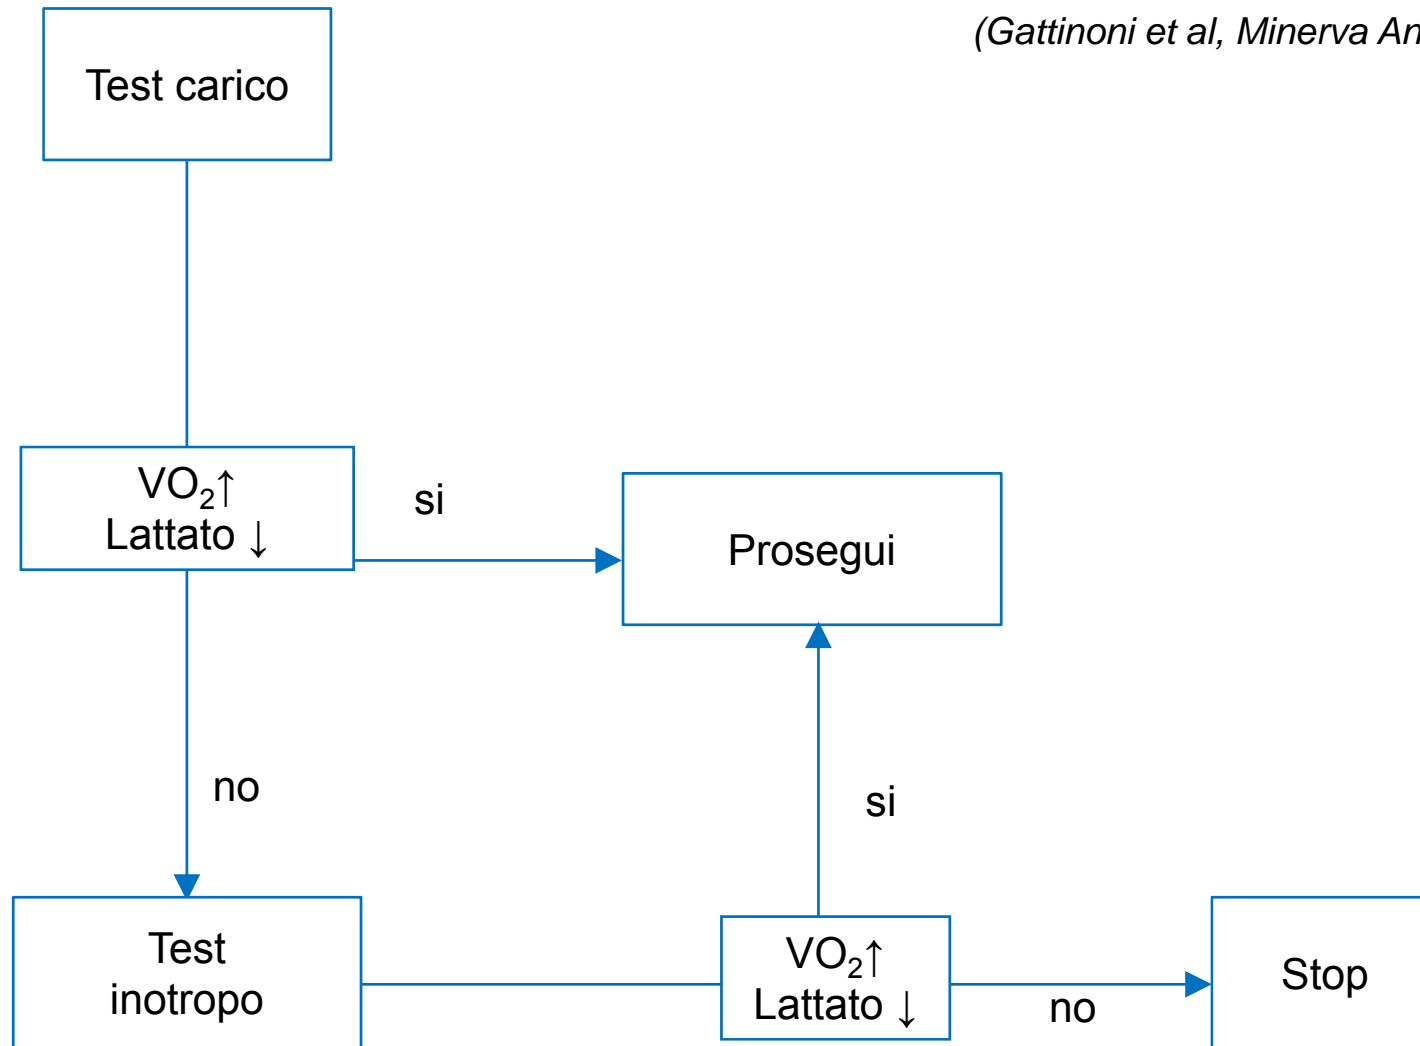 (Gattinoni et al, Minerva An
Test carico
VO₂↑
Lattato ↓
si
Prosegui
no
si
Test
inotropo
VO₂↑
Lattato ↓
no
Stop